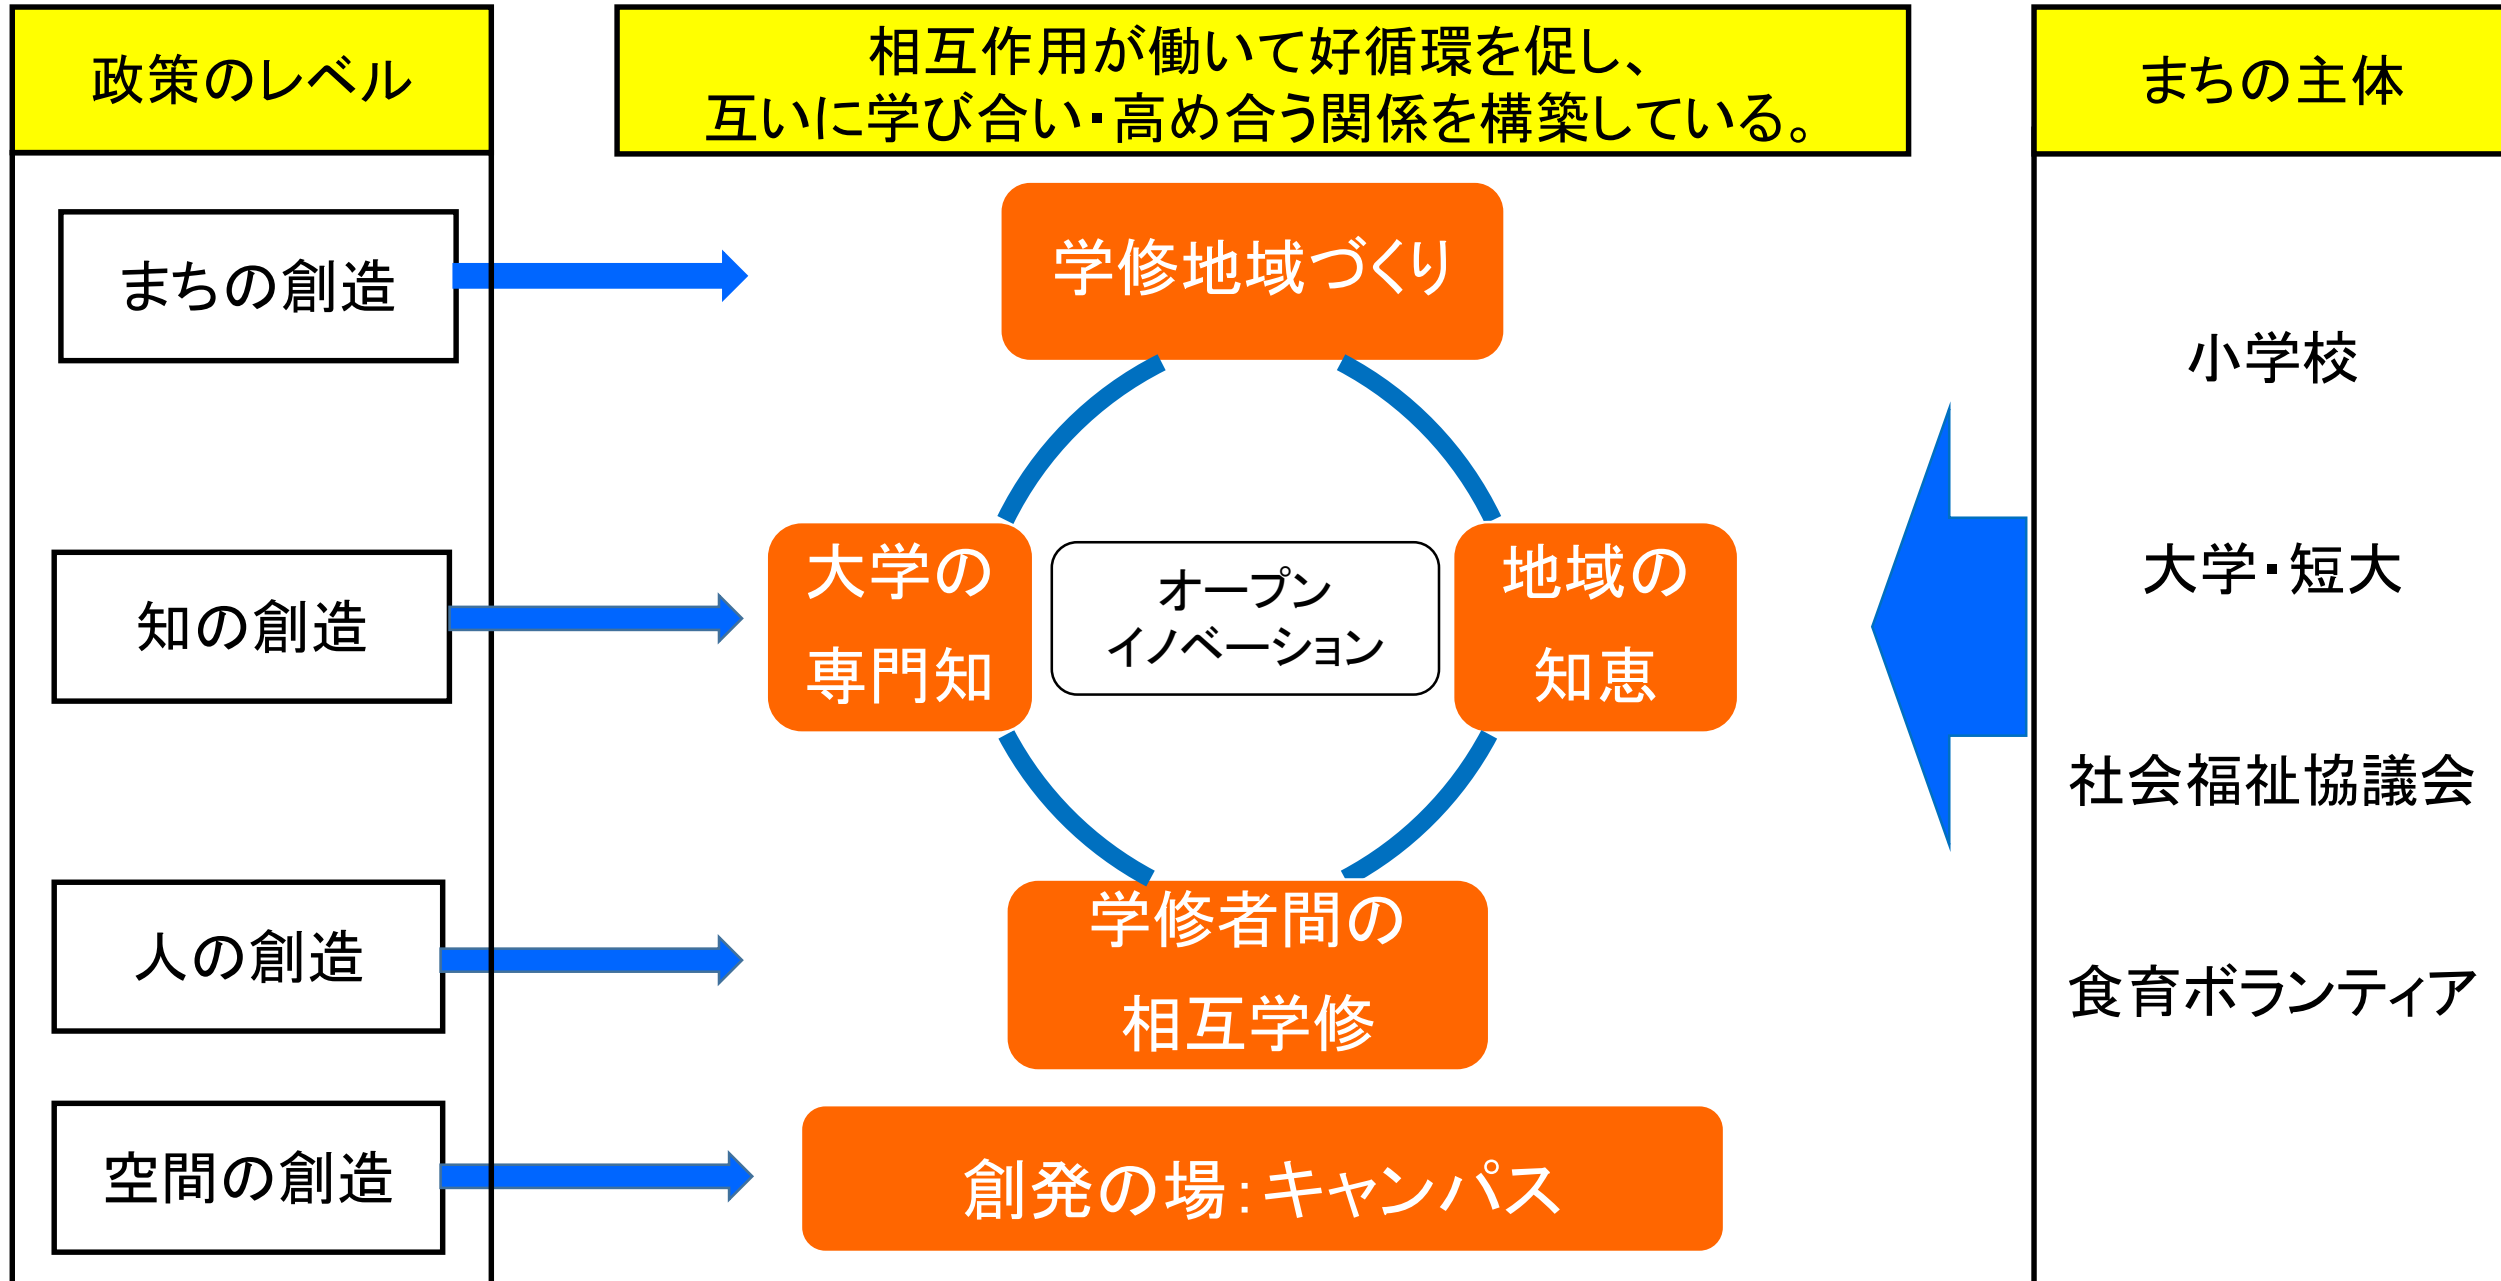 政策のレベル
相互作用が働いて発信価値を促し、
互いに学び合い・高め合う関係を構築している。
まちの主体
まちの創造
学修地域づくり
小学校
大学の
専門知
オープン
イノベーション
地域の
知恵
大学・短大
知の創造
社会福祉協議会
学修者間の
相互学修
人の創造
食育ボランティア
空間の創造
創発の場：キャンパス